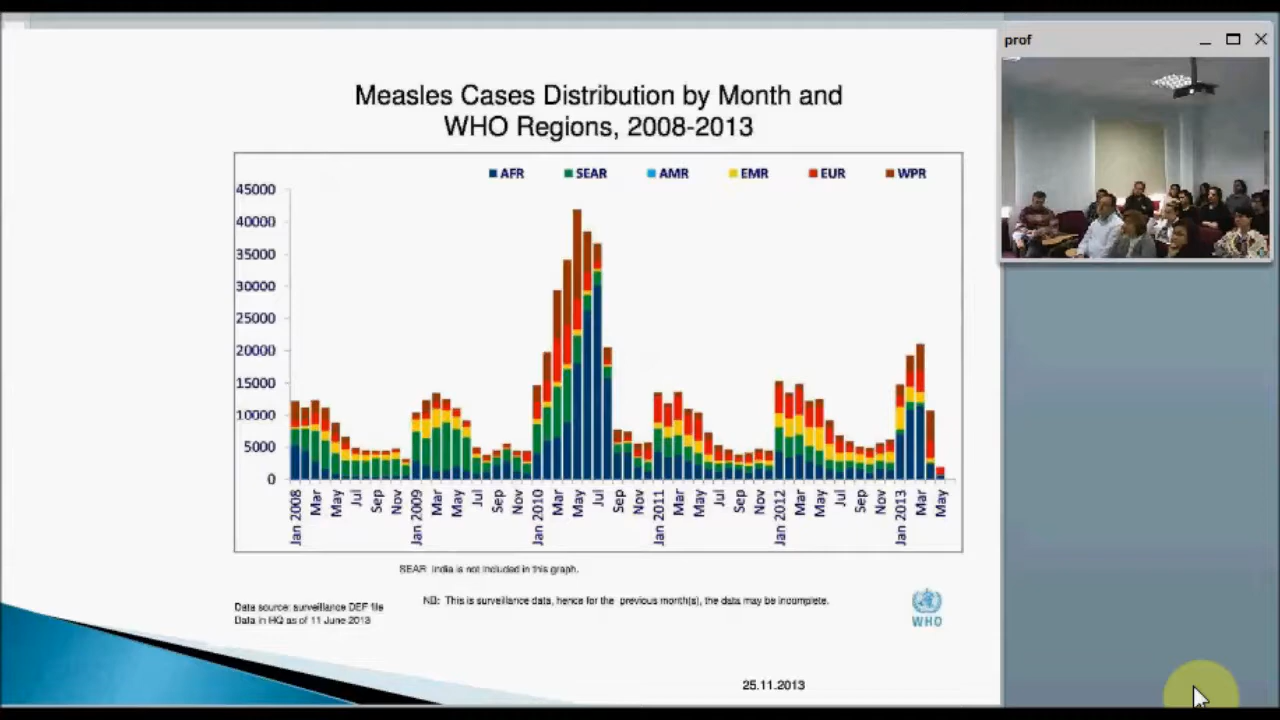 prof
Measles Cases Distribution by Month and
WHO Regions, 2008-2013
AFR SEAR AMR EMR EUR WPR
45000
40000
35000
30000
25000
20000
15000
10000
5000
0
Jan 2008 Mar May Jul Sep Nov Jan 2009 Mar May Jul Sep Nov Jan 2010 Mar May Jul Sep Nov Jan 2011 Mar May Jul Sep Nov Jan 2012 Mar May Jul Sep Nov Jan 2013 Mar May
SEAR India is not included in this graph.
NB: This is surveillance data, hence for the previous month(s), the data may be incomplete.
Data source: surveillance DEF file
Data in HQ as of 11 June 2013
WHO
25.11.2013